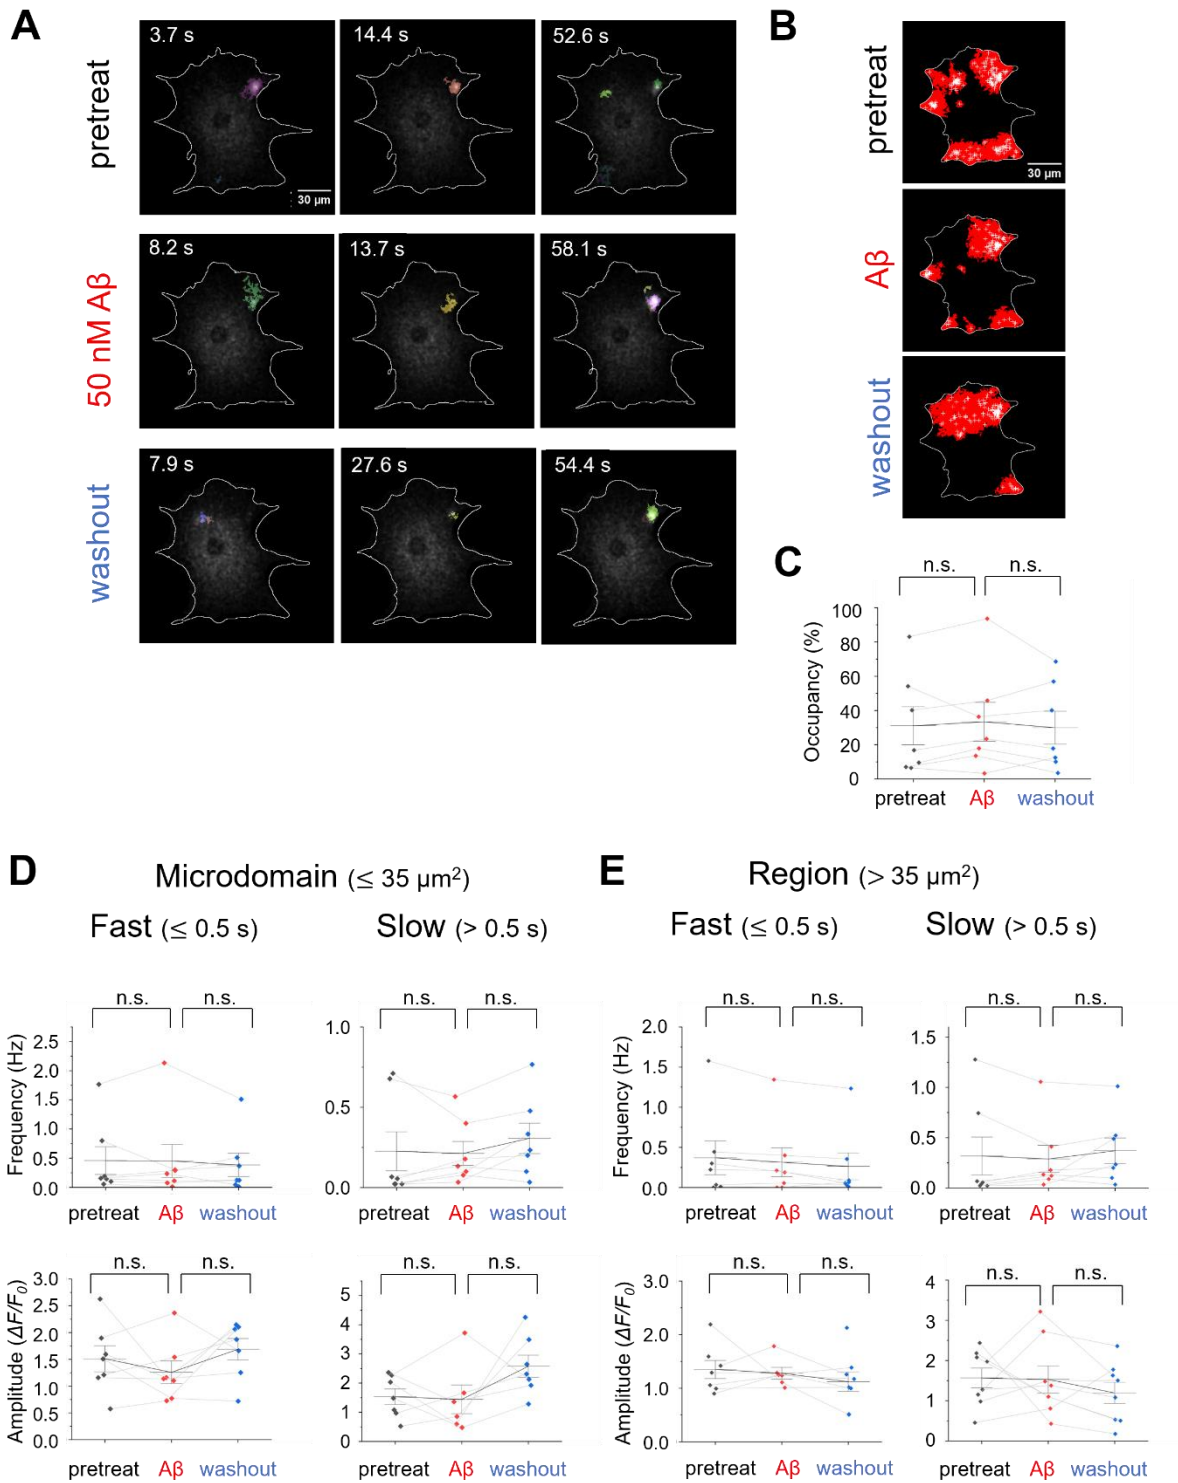 A
pretreat
3.7 s
14.4 s
52.6 s
30 µm
50 nM Aβ
8.2 s
13.7 s
58.1 s
washout
7.9 s
27.6 s
54.4 s
B
pretreat
30 µm
Aβ
washout
C
n.s. n.s.
Occupancy (%)
100
80
60
40
20
0
pretreat Aβ washout
D
Microdomain (≤ 35 µm²)
Fast (≤ 0.5 s)
Slow (> 0.5 s)
n.s. n.s.
Frequency (Hz)
2.5
2.0
1.5
1.0
0.5
0.0
pretreat Aβ washout
n.s. n.s.
1.0
0.5
0.0
pretreat Aβ washout
n.s. n.s.
Amplitude (ΔF/F0)
3.0
2.5
2.0
1.5
1.0
0.5
0.0
pretreat Aβ washout
n.s. n.s.
5
4
3
2
1
0
pretreat Aβ washout
E
Region (> 35 µm²)
Fast (≤ 0.5 s)
Slow (> 0.5 s)
n.s. n.s.
Frequency (Hz)
2.0
1.5
1.0
0.5
0.0
pretreat Aβ washout
n.s. n.s.
1.5
1.0
0.5
0.0
pretreat Aβ washout
n.s. n.s.
Amplitude (ΔF/F0)
3.0
2.0
1.0
0.0
pretreat Aβ washout
n.s. n.s.
4
3
2
1
0
pretreat Aβ washout